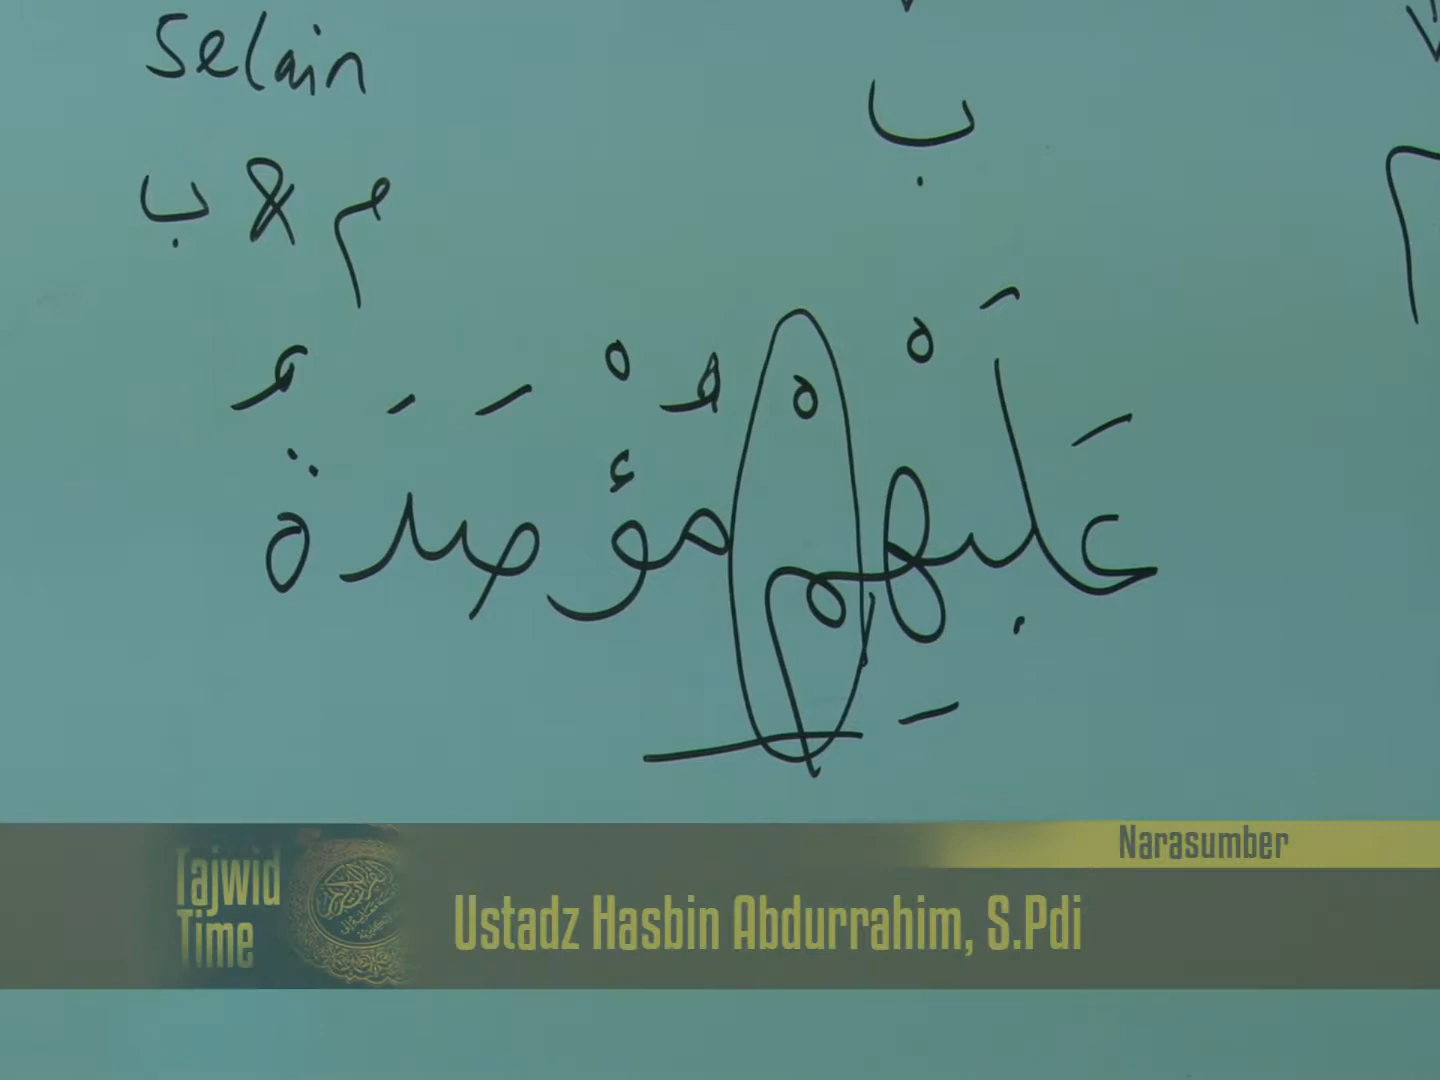 Selain
ب
ب & م
م
عَلَيْهِمْ مُؤْصَدَةٌ
Narasumber
Tajwid
Time
Ustadz Hasbin Abdurrahim, S.Pdi